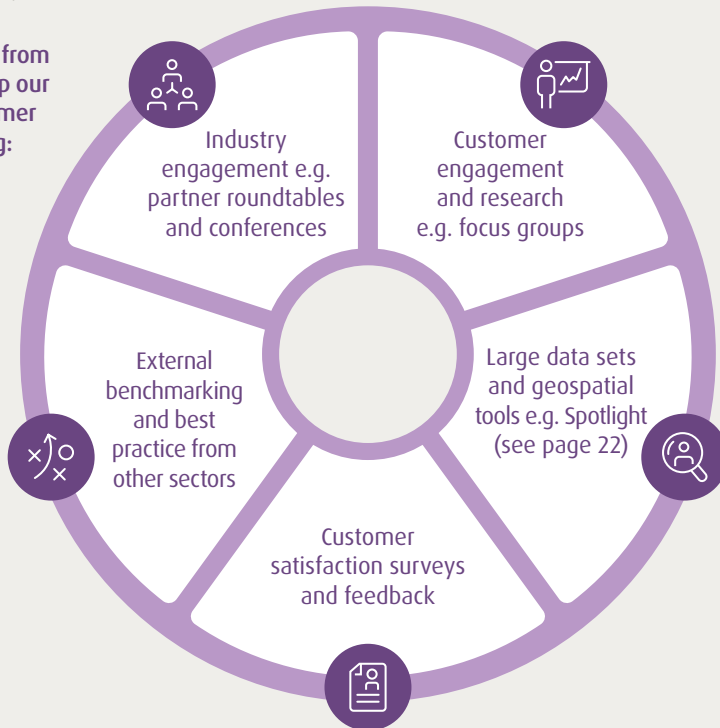 from
our
Industry
engagement e.g.
partner roundtables
and conferences
Customer
engagement
and research
e.g. focus groups
Large data sets
and geospatial
tools e.g. Spotlight
(see page 22)
Customer
satisfaction surveys
and feedback
External
benchmarking
and best
practice from
other sectors